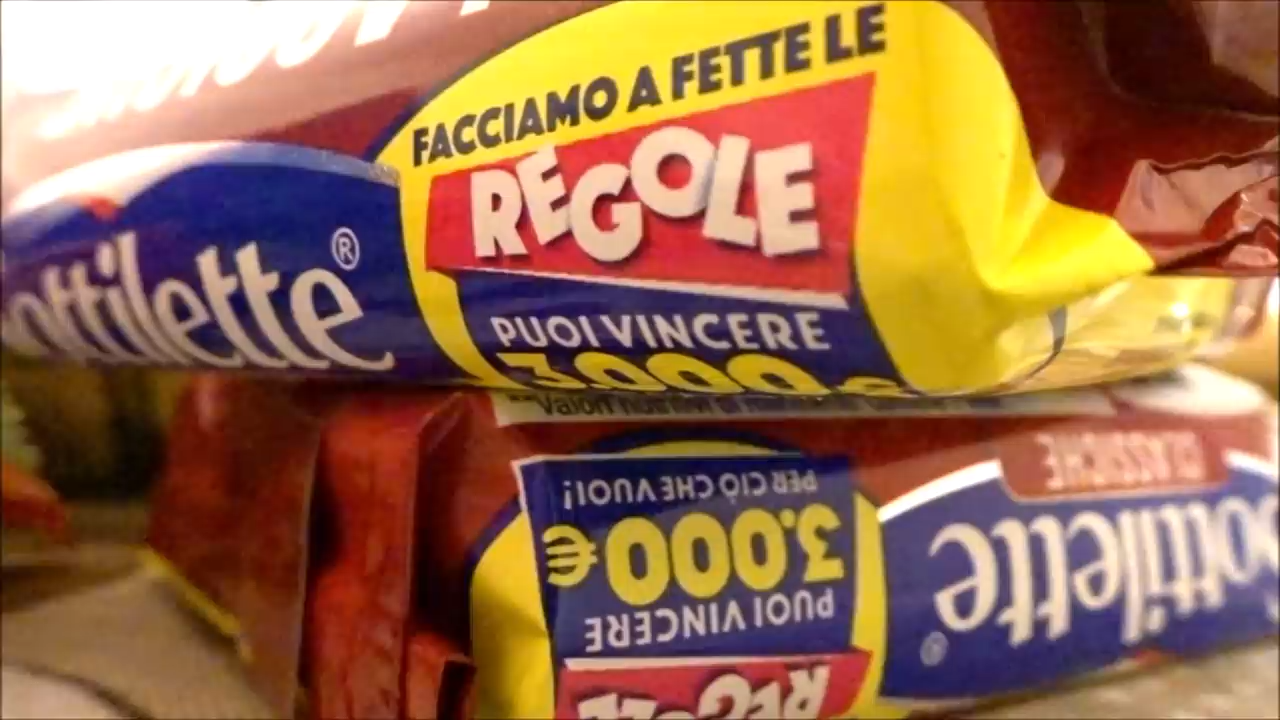 FACCIAMO A FETTE LE
REGOLE
ottilette®
PUOI VINCERE
3.000 €
CLASSICHE
ottilette®
REGOLE
PUOI VINCERE
3.000€
PER CIÒ CHE VUOI!